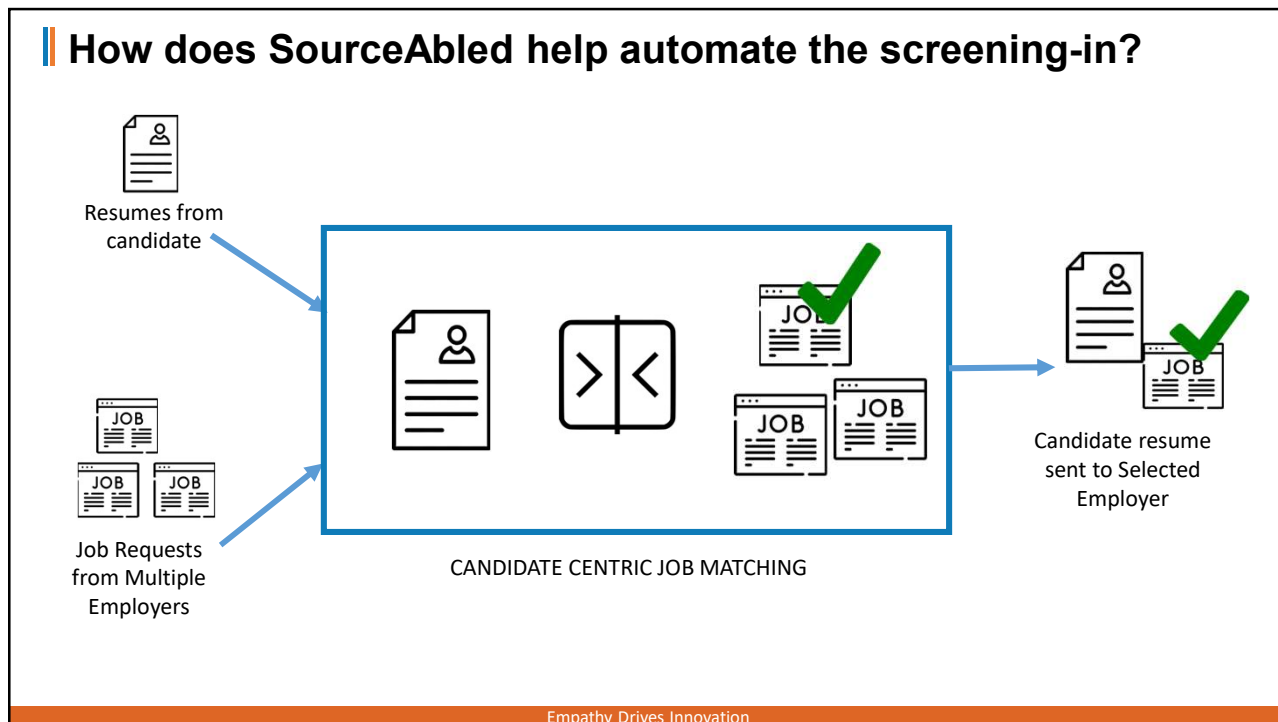 How does SourceAbled help automate the screening-in?
Resumes from
candidate
JOB
JOB
JOB
Job Requests
from Multiple
Employers
JOB
JOB
JOB
CANDIDATE CENTRIC JOB MATCHING
JOB
Candidate resume
sent to Selected
Employer
Empathy Drives Innovation